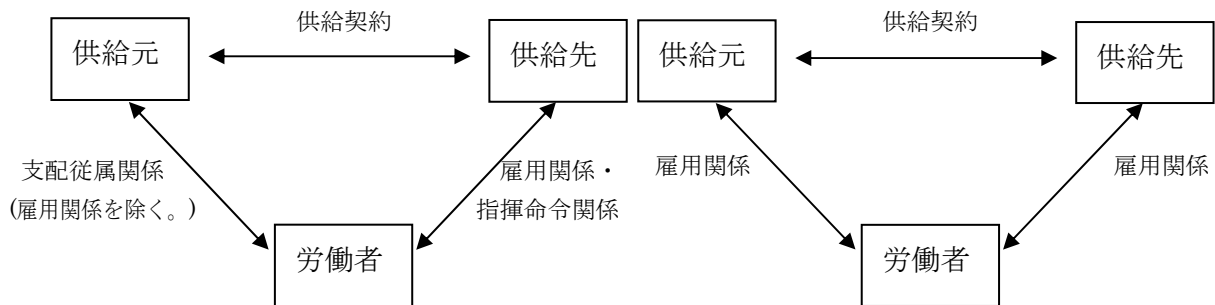 供給契約
供給元
供給先
支配従属関係
(雇用関係を除く。)
雇用関係・
指揮命令関係
労働者
供給契約
供給元
供給先
雇用関係
雇用関係
労働者